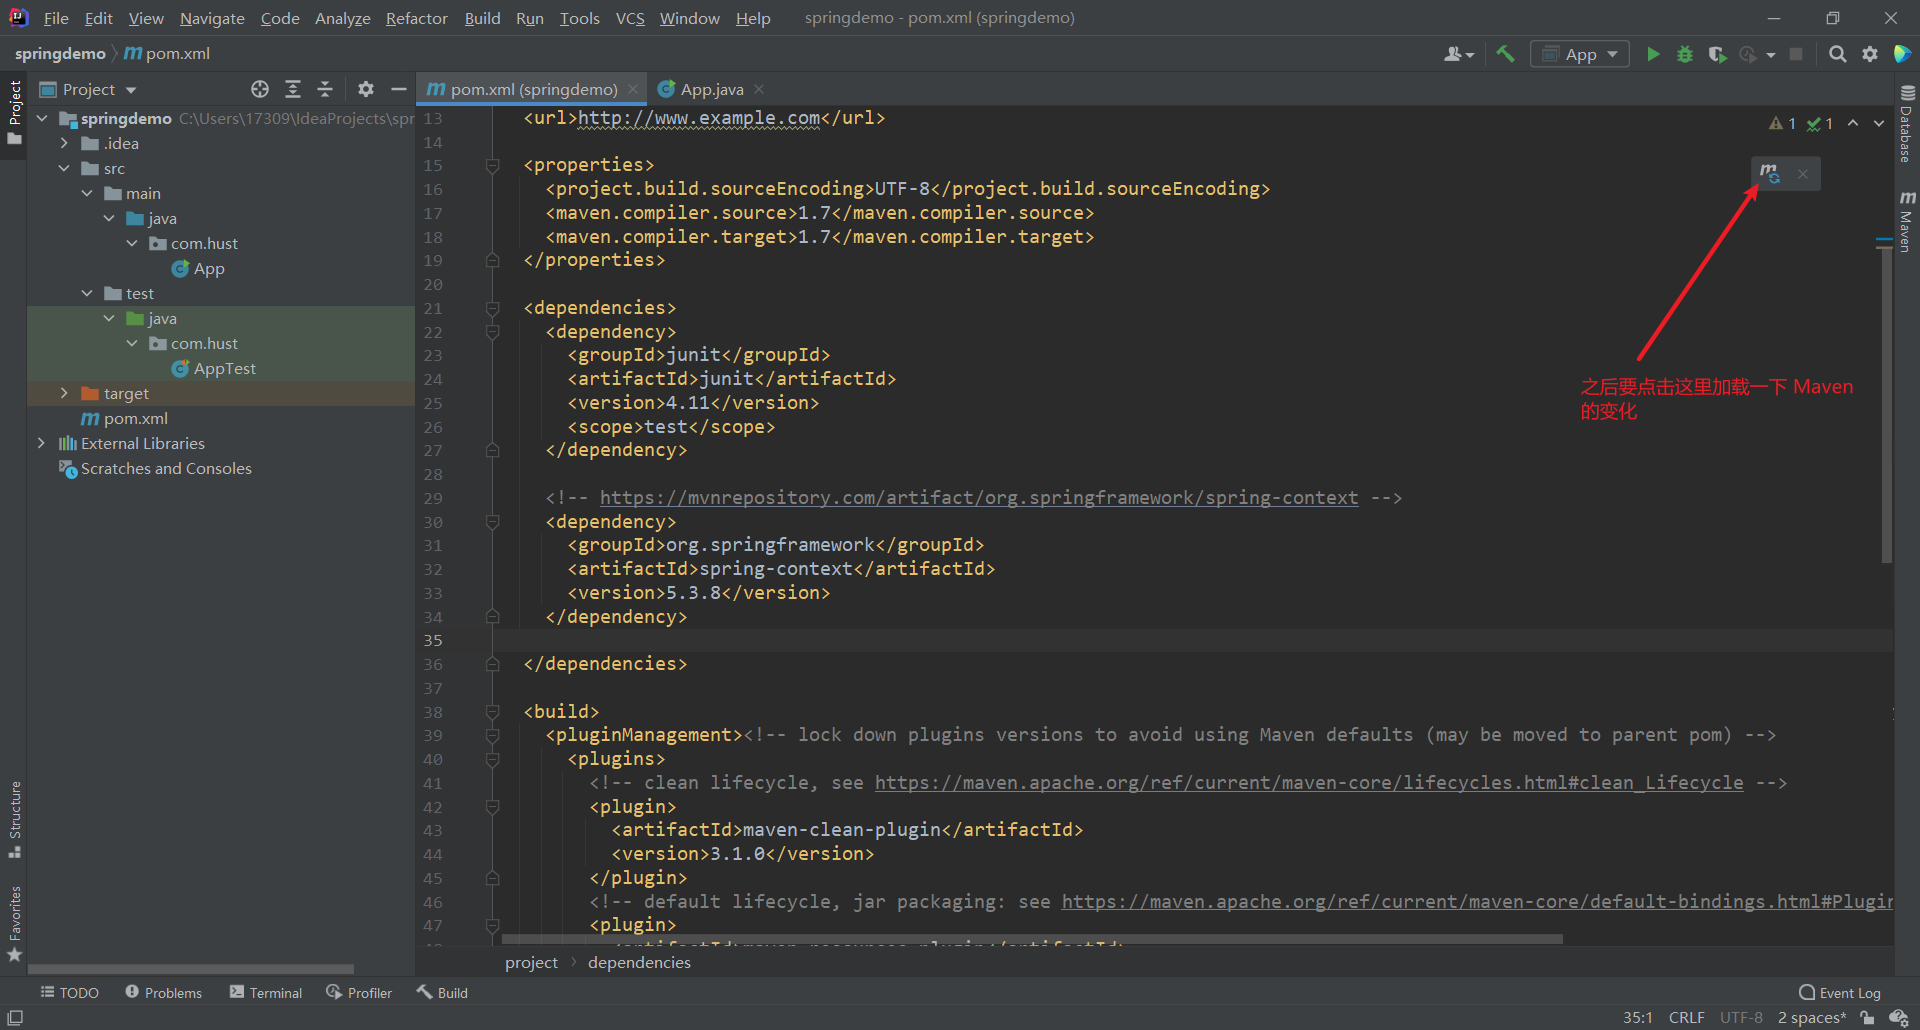 File Edit View Navigate Code Analyze Refactor Build Run Tools VCS Window Help springdemo - pom.xml (springdemo)
springdemo pom.xml
App
Project
pom.xml (springdemo)
App.java
Project
springdemo C:\Users\17309\IdeaProjects\spr
.idea
src
main
java
com.hust
App
test
java
com.hust
AppTest
target
pom.xml
External Libraries
Scratches and Consoles
Structure
Favorites
13 <url>http://www.example.com</url>
14
15 <properties>
16 <project.build.sourceEncoding>UTF-8</project.build.sourceEncoding>
17 <maven.compiler.source>1.7</maven.compiler.source>
18 <maven.compiler.target>1.7</maven.compiler.target>
19 </properties>
20
21 <dependencies>
22 <dependency>
23 <groupId>junit</groupId>
24 <artifactId>junit</artifactId>
25 <version>4.11</version>
26 <scope>test</scope>
27 </dependency>
28
29 <!-- https://mvnrepository.com/artifact/org.springframework/spring-context -->
30 <dependency>
31 <groupId>org.springframework</groupId>
32 <artifactId>spring-context</artifactId>
33 <version>5.3.8</version>
34 </dependency>
35
36 </dependencies>
37
38 <build>
39 <pluginManagement><!-- lock down plugins versions to avoid using Maven defaults (may be moved to parent pom) -->
40 <plugins>
41 <!-- clean lifecycle, see https://maven.apache.org/ref/current/maven-core/lifecycles.html#clean_Lifecycle -->
42 <plugin>
43 <artifactId>maven-clean-plugin</artifactId>
44 <version>3.1.0</version>
45 </plugin>
46 <!-- default lifecycle, jar packaging: see https://maven.apache.org/ref/current/maven-core/default-bindings.html#Plugin
47 <plugin>
1 1
之后要点击这里加载一下 Maven
的变化
Database
Maven
project dependencies
TODO Problems Terminal Profiler Build Event Log
35:1 CRLF UTF-8 2 spaces*